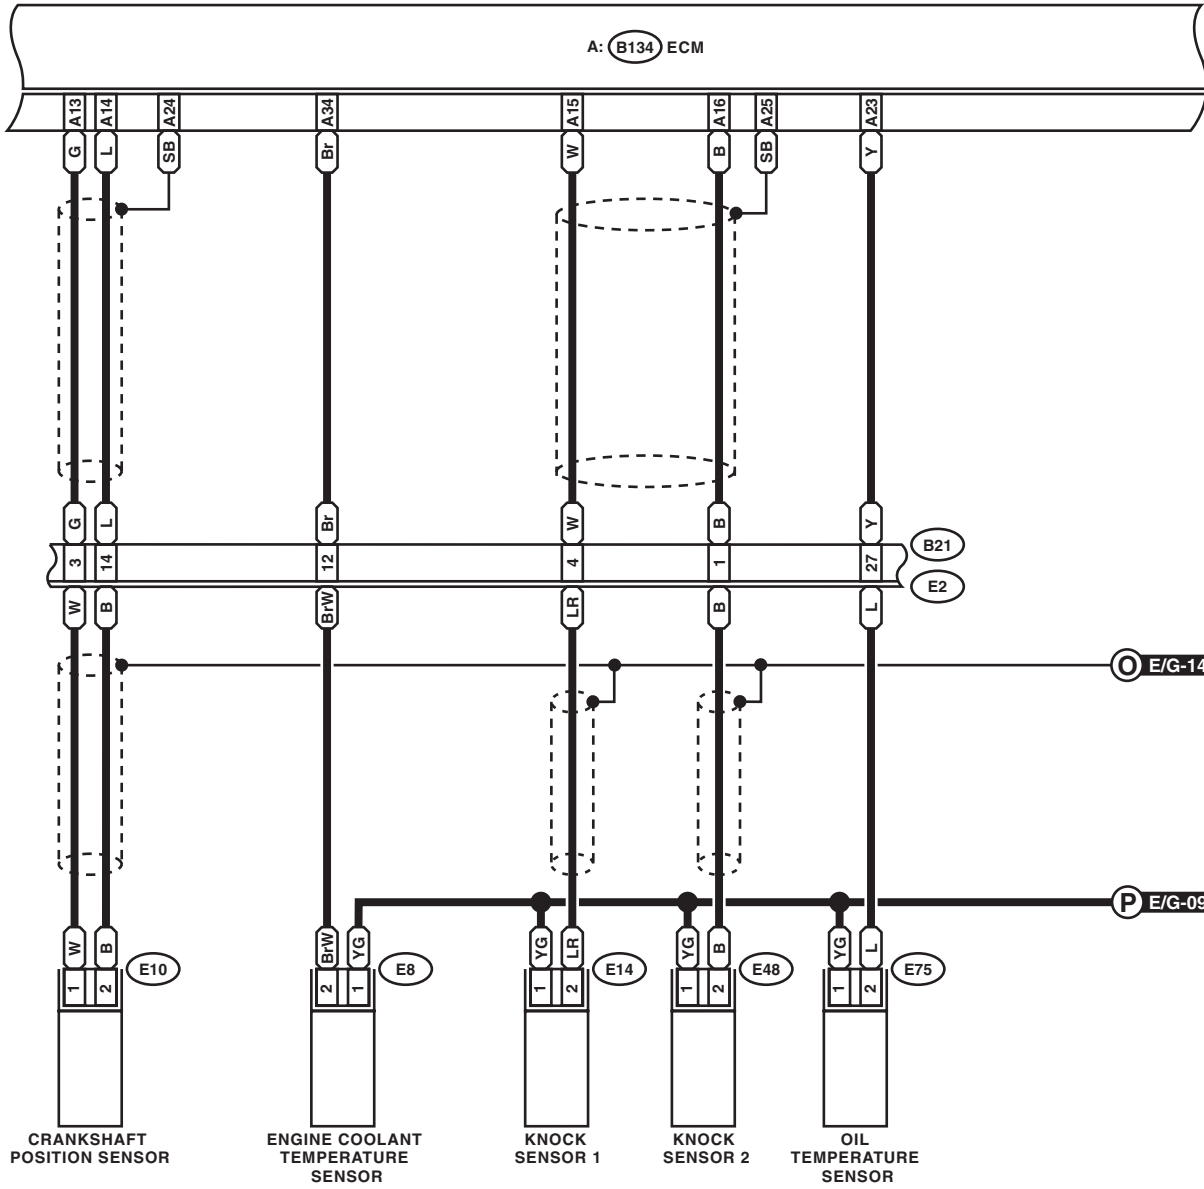 A: B134 ECM
A13 A14 A24 A34 A15 A16 A25 A23
G L SB Br W B SB Y
G L Br W B Y
3 14 12 4 1 27
B21
E2
W B BrW LR B L
O E/G-14
P E/G-09
W B BrW YG YG LR YG B YG L
1 2 E10 2 1 E8 1 2 E14 1 2 E48 1 2 E75
CRANKSHAFT
POSITION SENSOR
ENGINE COOLANT
TEMPERATURE
SENSOR
KNOCK
SENSOR 1
KNOCK
SENSOR 2
OIL
TEMPERATURE
SENSOR